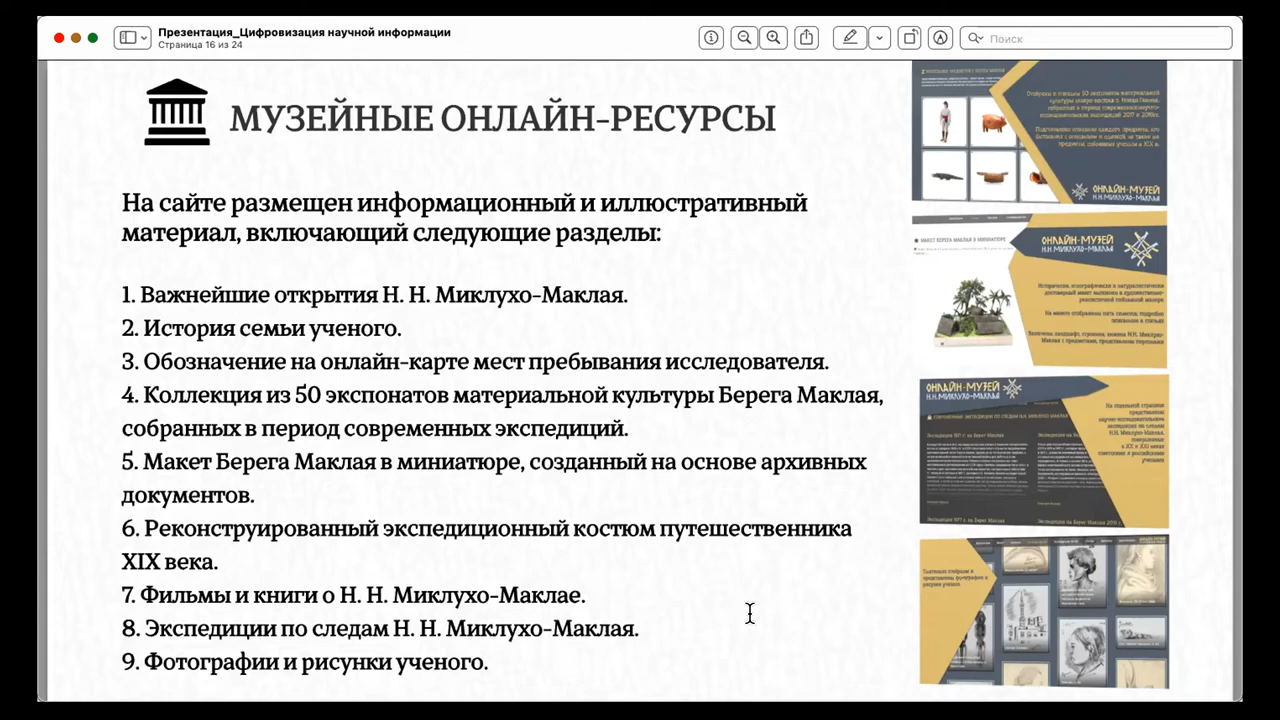 Презентация_Цифровизация научной информации
Страница 16 из 24
Поиск
МУЗЕЙНЫЕ ОНЛАЙН-РЕСУРСЫ
На сайте размещен информационный и иллюстративный
материал, включающий следующие разделы:
1. Важнейшие открытия Н. Н. Миклухо-Маклая.
2. История семьи ученого.
3. Обозначение на онлайн-карте мест пребывания исследователя.
4. Коллекция из 50 экспонатов материальной культуры Берега Маклая,
собранных в период современных экспедиций.
5. Макет Берега Маклая в миниатюре, созданный на основе архивных
документов.
6. Реконструированный экспедиционный костюм путешественника
XIX века.
7. Фильмы и книги о Н. Н. Миклухо-Маклае.
8. Экспедиции по следам Н. Н. Миклухо-Маклая.
9. Фотографии и рисунки ученого.
ОНЛАЙН-МУЗЕЙ
Н.Н. МИКЛУХО-МАКЛАЯ
МАКЕТ БЕРЕГА МАКЛАЯ В МИНИАТЮРЕ
ОНЛАЙН-МУЗЕЙ
Н.Н. МИКЛУХО-МАКЛАЯ
ОНЛАЙН-МУЗЕЙ
Н.Н. МИКЛУХО-МАКЛАЯ